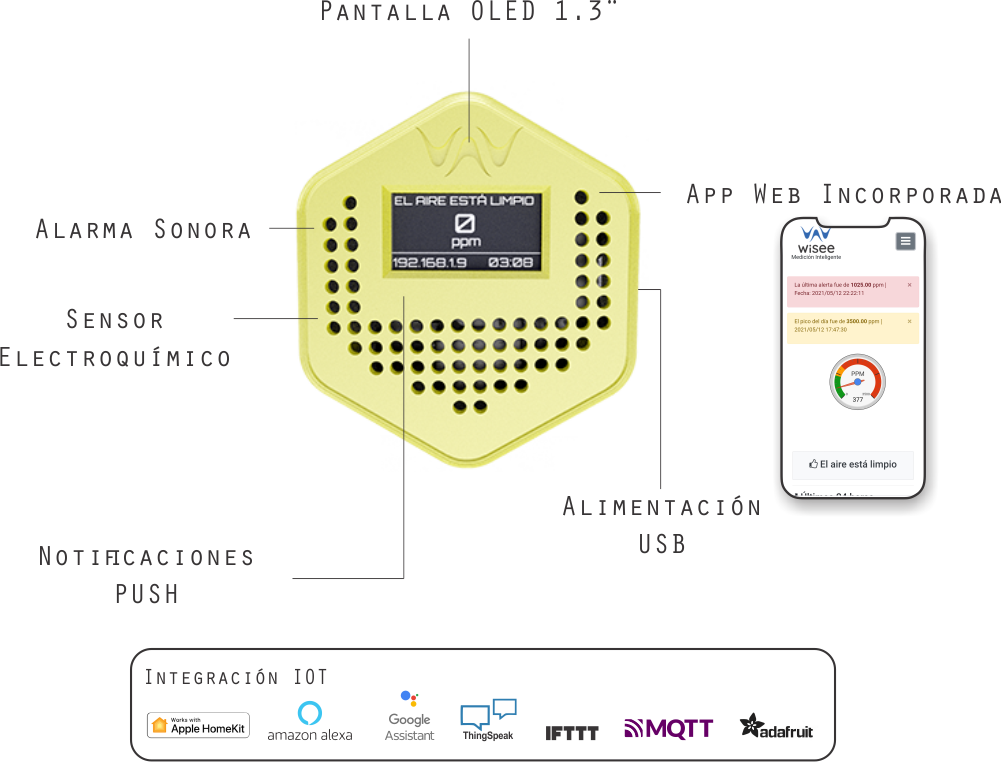 Pantalla OLED 1.3¨
App Web Incorporada
Alarma Sonora
EL AIRE ESTÁ LIMPIO
0
ppm
192.168.1.9 03:08
wisee
Medición Inteligente
La última alerta fue de 1025.00 ppm | ×
Fecha: 2021/05/12 22:22:11
El pico del día fue de 3500.00 ppm | ×
2021/05/12 17:47:30
Sensor
Electroquímico
PPM
377
El aire está limpio
Alimentación
USB
Notificaciones
PUSH
Integración IOT
Works with
Apple HomeKit
amazon alexa
Google
Assistant
ThingSpeak
IFTTT
MQTT
adafruit